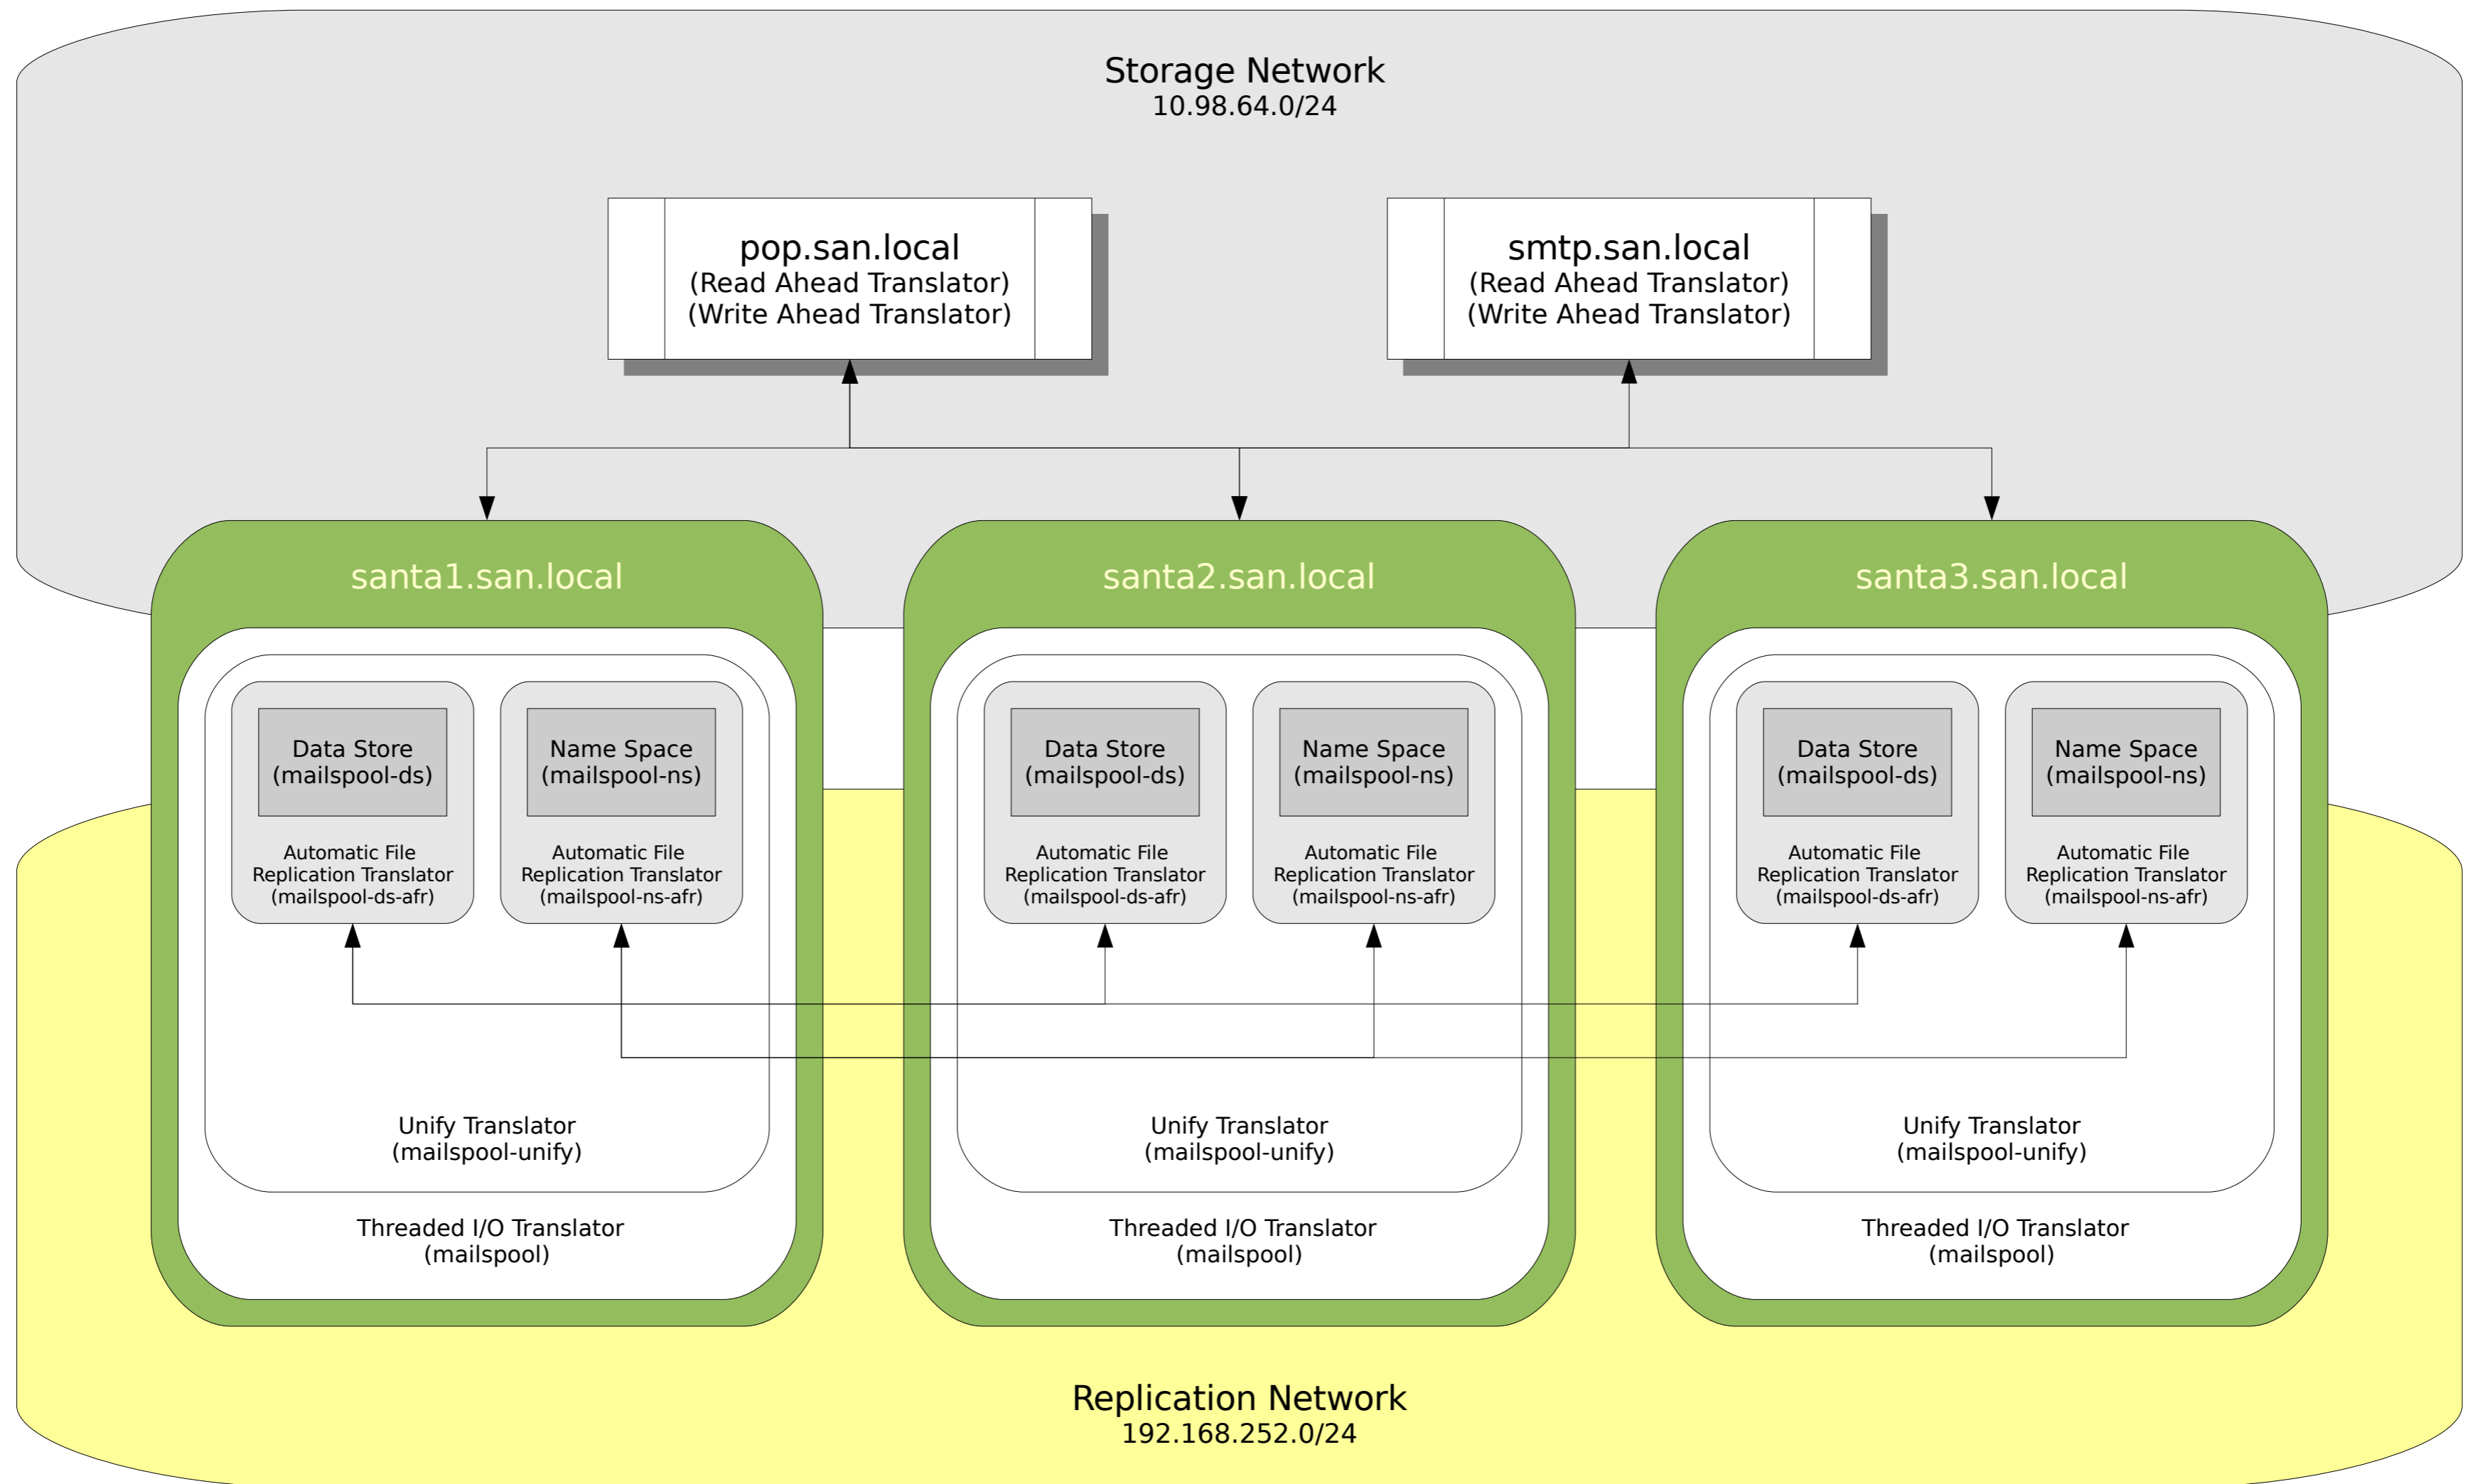 Storage Network
10.98.64.0/24
pop.san.local
(Read Ahead Translator)
(Write Ahead Translator)
smtp.san.local
(Read Ahead Translator)
(Write Ahead Translator)
santa1.san.local
Data Store
(mailspool-ds)
Automatic File
Replication Translator
(mailspool-ds-afr)
Name Space
(mailspool-ns)
Automatic File
Replication Translator
(mailspool-ns-afr)
Unify Translator
(mailspool-unify)
Threaded I/O Translator
(mailspool)
santa2.san.local
Data Store
(mailspool-ds)
Automatic File
Replication Translator
(mailspool-ds-afr)
Name Space
(mailspool-ns)
Automatic File
Replication Translator
(mailspool-ns-afr)
Unify Translator
(mailspool-unify)
Threaded I/O Translator
(mailspool)
santa3.san.local
Data Store
(mailspool-ds)
Automatic File
Replication Translator
(mailspool-ds-afr)
Name Space
(mailspool-ns)
Automatic File
Replication Translator
(mailspool-ns-afr)
Unify Translator
(mailspool-unify)
Threaded I/O Translator
(mailspool)
Replication Network
192.168.252.0/24